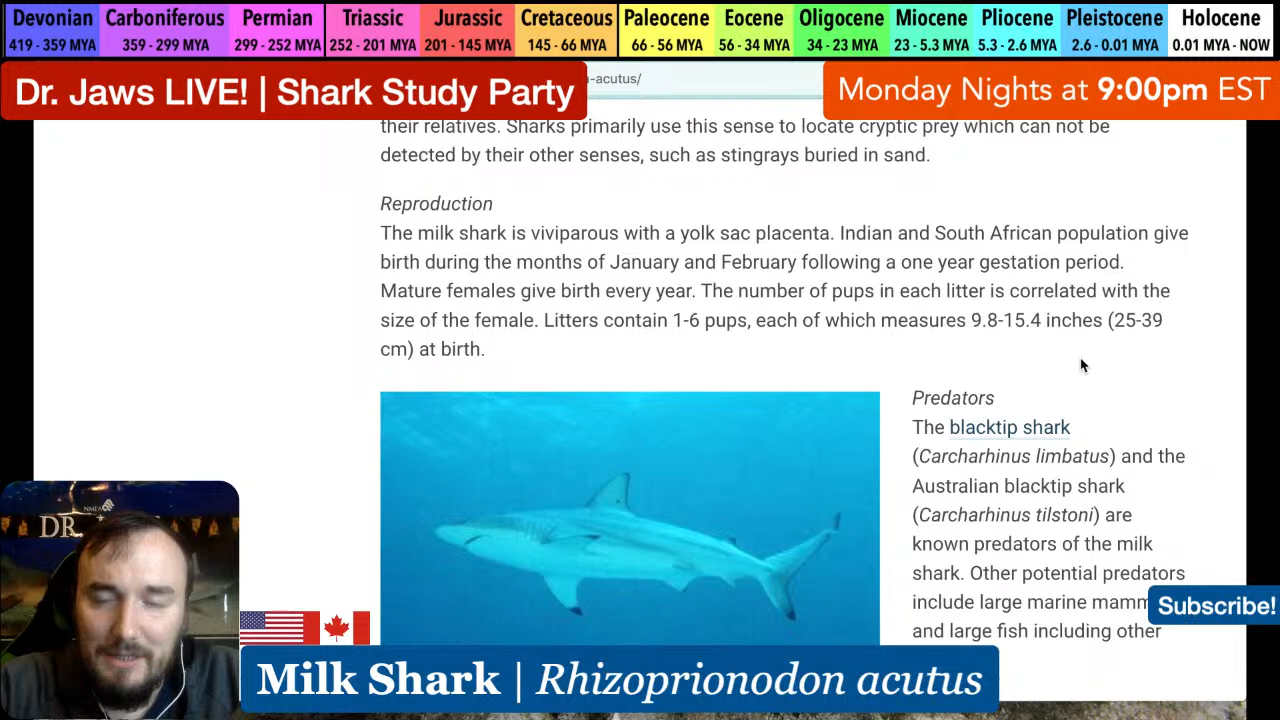 Devonian Carboniferous Permian Triassic Jurassic Cretaceous Paleocene Eocene Oligocene Miocene Pliocene Pleistocene Holocene
419 - 359 MYA 359 - 299 MYA 299 - 252 MYA 252 - 201 MYA 201 - 145 MYA 145 - 66 MYA 66 - 56 MYA 56 - 34 MYA 34 - 23 MYA 23 - 5.3 MYA 5.3 - 2.6 MYA 2.6 - 0.01 MYA 0.01 MYA - NOW
Dr. Jaws LIVE! | Shark Study Party
-acutus/
Monday Nights at 9:00pm EST
their relatives. Sharks primarily use this sense to locate cryptic prey which can not be
detected by their other senses, such as stingrays buried in sand.
Reproduction
The milk shark is viviparous with a yolk sac placenta. Indian and South African population give
birth during the months of January and February following a one year gestation period.
Mature females give birth every year. The number of pups in each litter is correlated with the
size of the female. Litters contain 1-6 pups, each of which measures 9.8-15.4 inches (25-39
cm) at birth.
Predators
The blacktip shark
(Carcharhinus limbatus) and the
Australian blacktip shark
(Carcharhinus tilstoni) are
known predators of the milk
shark. Other potential predators
include large marine mamm
and large fish including other
Subscribe!
NMEA
DR.
Milk Shark | Rhizoprionodon acutus